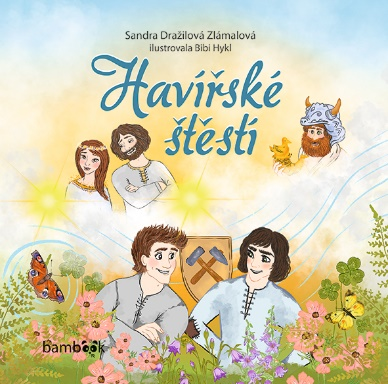 Sandra Dražilová Zlámalová
ilustrovala Bibi Hykl
Havířské
štěstí
bambook